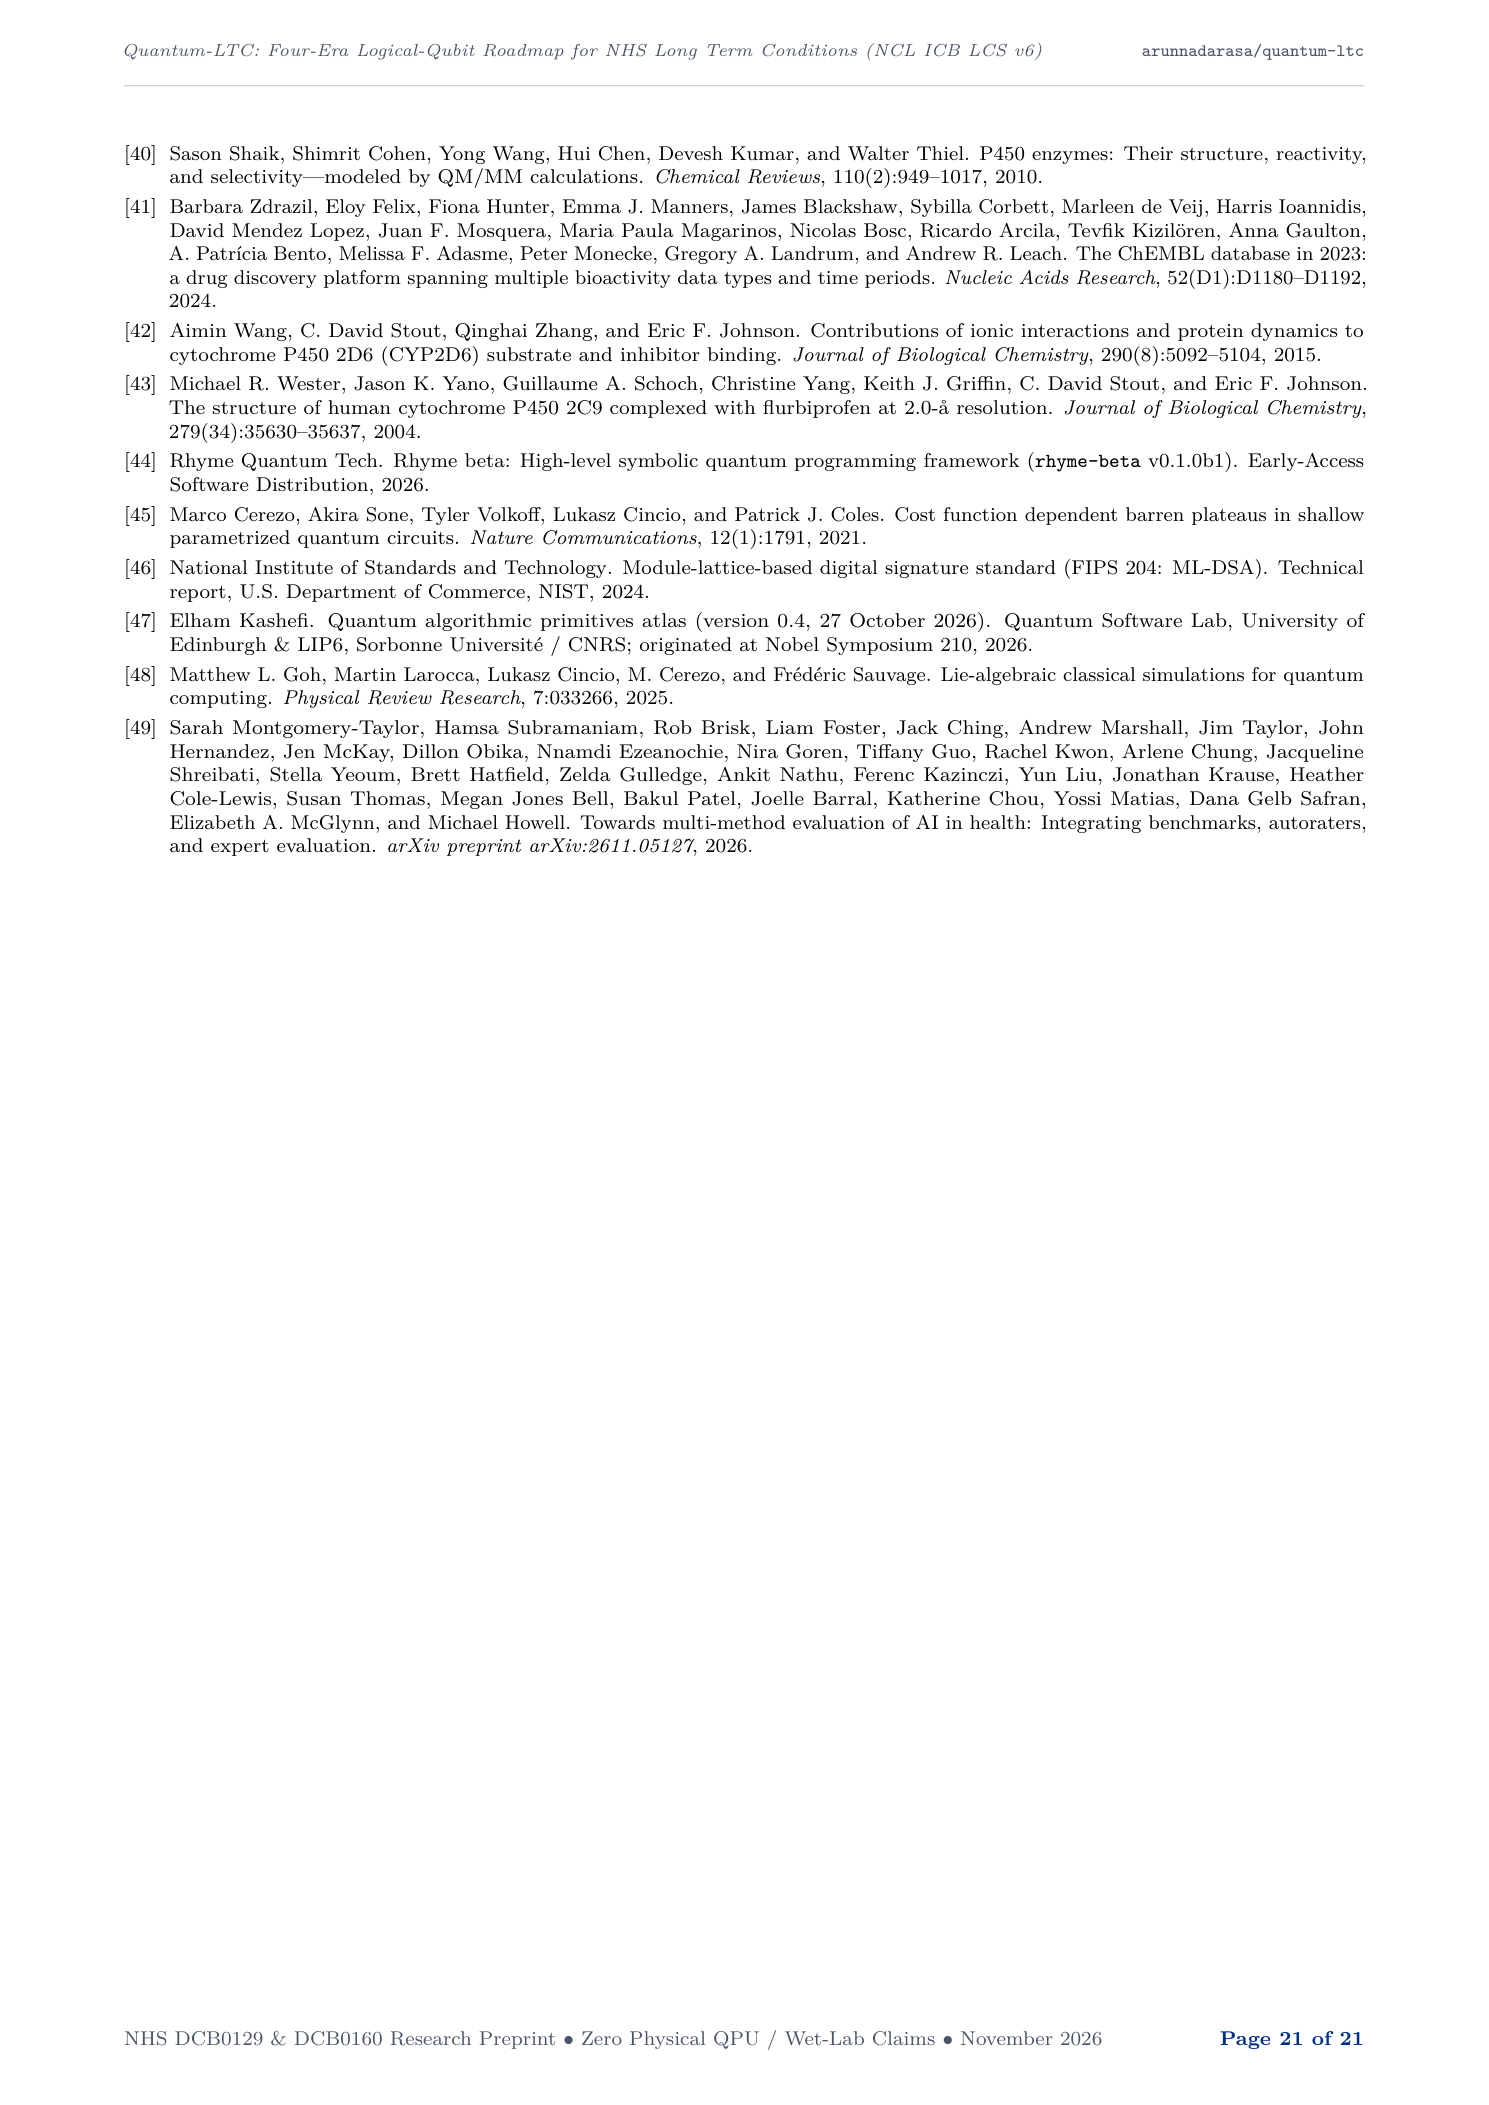 Quantum-LTC: Four-Era Logical-Qubit Roadmap for NHS Long Term Conditions (NCL ICB LCS v6) arunnadarasa/quantum-ltc
[40] Sason Shaik, Shimrit Cohen, Yong Wang, Hui Chen, Devesh Kumar, and Walter Thiel. P450 enzymes: Their structure, reactivity,
and selectivity—modeled by QM/MM calculations. Chemical Reviews, 110(2):949–1017, 2010.
[41] Barbara Zdrazil, Eloy Felix, Fiona Hunter, Emma J. Manners, James Blackshaw, Sybilla Corbett, Marleen de Veij, Harris Ioannidis,
David Mendez Lopez, Juan F. Mosquera, Maria Paula Magarinos, Nicolas Bosc, Ricardo Arcila, Tevfik Kizilören, Anna Gaulton,
A. Patrícia Bento, Melissa F. Adasme, Peter Monecke, Gregory A. Landrum, and Andrew R. Leach. The ChEMBL database in 2023:
a drug discovery platform spanning multiple bioactivity data types and time periods. Nucleic Acids Research, 52(D1):D1180–D1192,
2024.
[42] Aimin Wang, C. David Stout, Qinghai Zhang, and Eric F. Johnson. Contributions of ionic interactions and protein dynamics to
cytochrome P450 2D6 (CYP2D6) substrate and inhibitor binding. Journal of Biological Chemistry, 290(8):5092–5104, 2015.
[43] Michael R. Wester, Jason K. Yano, Guillaume A. Schoch, Christine Yang, Keith J. Griffin, C. David Stout, and Eric F. Johnson.
The structure of human cytochrome P450 2C9 complexed with flurbiprofen at 2.0-å resolution. Journal of Biological Chemistry,
279(34):35630–35637, 2004.
[44] Rhyme Quantum Tech. Rhyme beta: High-level symbolic quantum programming framework (rhyme-beta v0.1.0b1). Early-Access
Software Distribution, 2026.
[45] Marco Cerezo, Akira Sone, Tyler Volkoff, Lukasz Cincio, and Patrick J. Coles. Cost function dependent barren plateaus in shallow
parametrized quantum circuits. Nature Communications, 12(1):1791, 2021.
[46] National Institute of Standards and Technology. Module-lattice-based digital signature standard (FIPS 204: ML-DSA). Technical
report, U.S. Department of Commerce, NIST, 2024.
[47] Elham Kashefi. Quantum algorithmic primitives atlas (version 0.4, 27 October 2026). Quantum Software Lab, University of
Edinburgh & LIP6, Sorbonne Université / CNRS; originated at Nobel Symposium 210, 2026.
[48] Matthew L. Goh, Martin Larocca, Lukasz Cincio, M. Cerezo, and Frédéric Sauvage. Lie-algebraic classical simulations for quantum
computing. Physical Review Research, 7:033266, 2025.
[49] Sarah Montgomery-Taylor, Hamsa Subramaniam, Rob Brisk, Liam Foster, Jack Ching, Andrew Marshall, Jim Taylor, John
Hernandez, Jen McKay, Dillon Obika, Nnamdi Ezeanochie, Nira Goren, Tiffany Guo, Rachel Kwon, Arlene Chung, Jacqueline
Shreibati, Stella Yeoum, Brett Hatfield, Zelda Gulledge, Ankit Nathu, Ferenc Kazinczi, Yun Liu, Jonathan Krause, Heather
Cole-Lewis, Susan Thomas, Megan Jones Bell, Bakul Patel, Joelle Barral, Katherine Chou, Yossi Matias, Dana Gelb Safran,
Elizabeth A. McGlynn, and Michael Howell. Towards multi-method evaluation of AI in health: Integrating benchmarks, autoraters,
and expert evaluation. arXiv preprint arXiv:2611.05127, 2026.
NHS DCB0129 & DCB0160 Research Preprint • Zero Physical QPU / Wet-Lab Claims • November 2026 Page 21 of 21